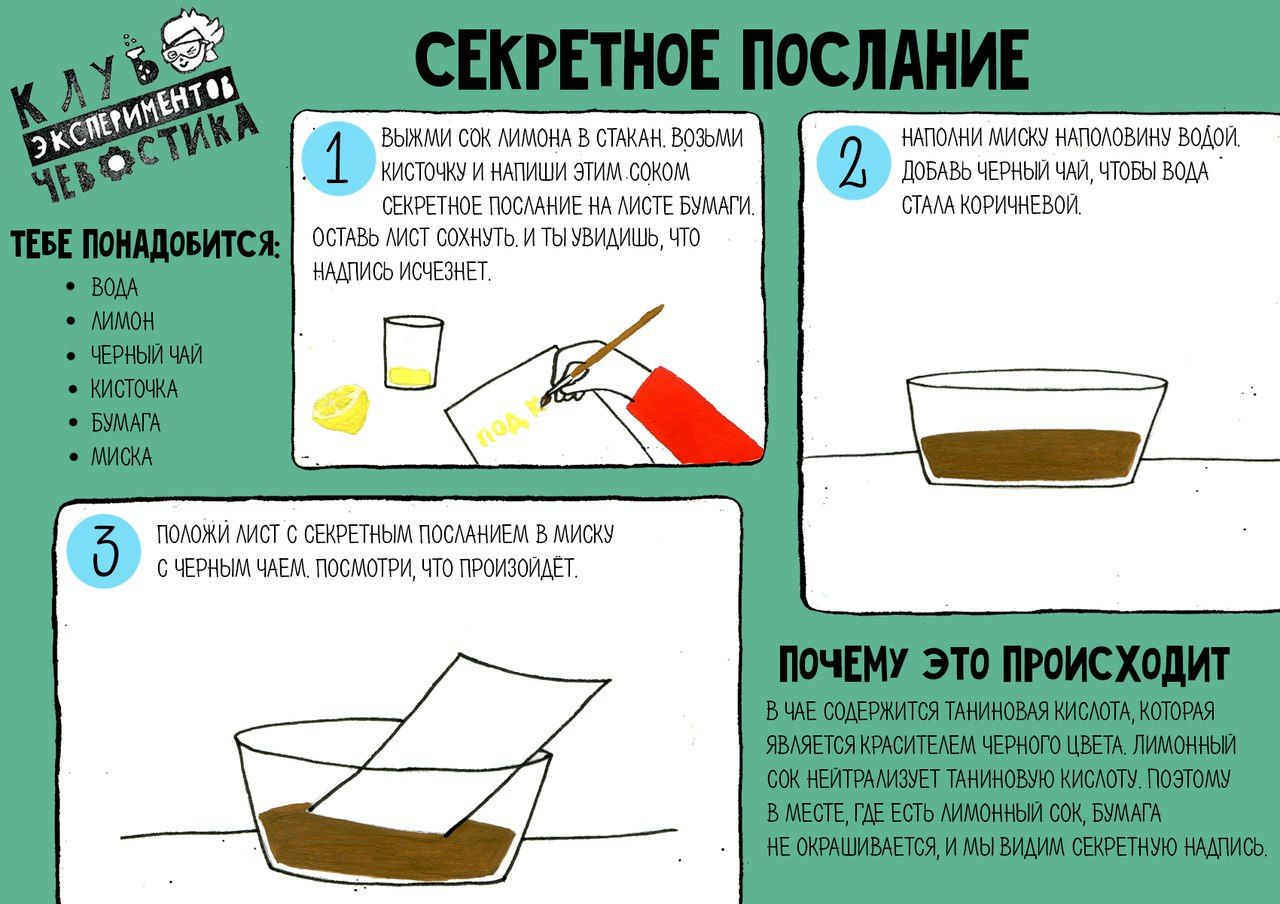 КЛУБ
ЭКСПЕРИМЕНТОВ
ЧЕВОСТИКА
СЕКРЕТНОЕ ПОСЛАНИЕ
ТЕБЕ ПОНАДОБИТСЯ:
• ВОДА
• ЛИМОН
• ЧЕРНЫЙ ЧАЙ
• КИСТОЧКА
• БУМАГА
• МИСКА
1
ВЫЖМИ СОК ЛИМОНА В СТАКАН. ВОЗЬМИ
КИСТОЧКУ И НАПИШИ ЭТИМ СОКОМ
СЕКРЕТНОЕ ПОСЛАНИЕ НА ЛИСТЕ БУМАГИ.
ОСТАВЬ ЛИСТ СОХНУТЬ. И ТЫ УВИДИШЬ, ЧТО
НАДПИСЬ ИСЧЕЗНЕТ.
ПОД К
2
НАПОЛНИ МИСКУ НАПОЛОВИНУ ВОДОЙ.
ДОБАВЬ ЧЕРНЫЙ ЧАЙ, ЧТОБЫ ВОДА
СТАЛА КОРИЧНЕВОЙ.
3
ПОЛОЖИ ЛИСТ С СЕКРЕТНЫМ ПОСЛАНИЕМ В МИСКУ
С ЧЕРНЫМ ЧАЕМ. ПОСМОТРИ, ЧТО ПРОИЗОЙДЁТ.
ПОЧЕМУ ЭТО ПРОИСХОДИТ
В ЧАЕ СОДЕРЖИТСЯ ТАНИНОВАЯ КИСЛОТА, КОТОРАЯ
ЯВЛЯЕТСЯ КРАСИТЕЛЕМ ЧЕРНОГО ЦВЕТА. ЛИМОННЫЙ
СОК НЕЙТРАЛИЗУЕТ ТАНИНОВУЮ КИСЛОТУ. ПОЭТОМУ
В МЕСТЕ, ГДЕ ЕСТЬ ЛИМОННЫЙ СОК, БУМАГА
НЕ ОКРАШИВАЕТСЯ, И МЫ ВИДИМ СЕКРЕТНУЮ НАДПИСЬ.